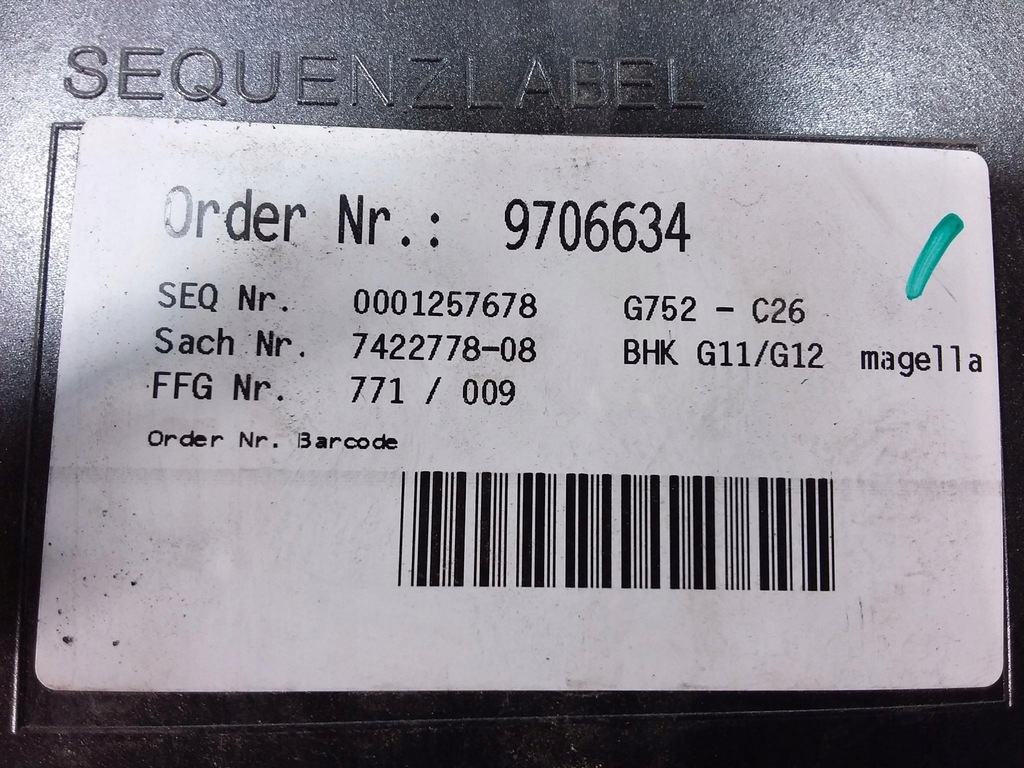 SEQUENZLABEL
Order Nr.: 9706634
SEQ Nr. 0001257678 G752 - C26
Sach Nr. 7422778-08 BHK G11/G12 magella
FFG Nr. 771 / 009
Order Nr. Barcode